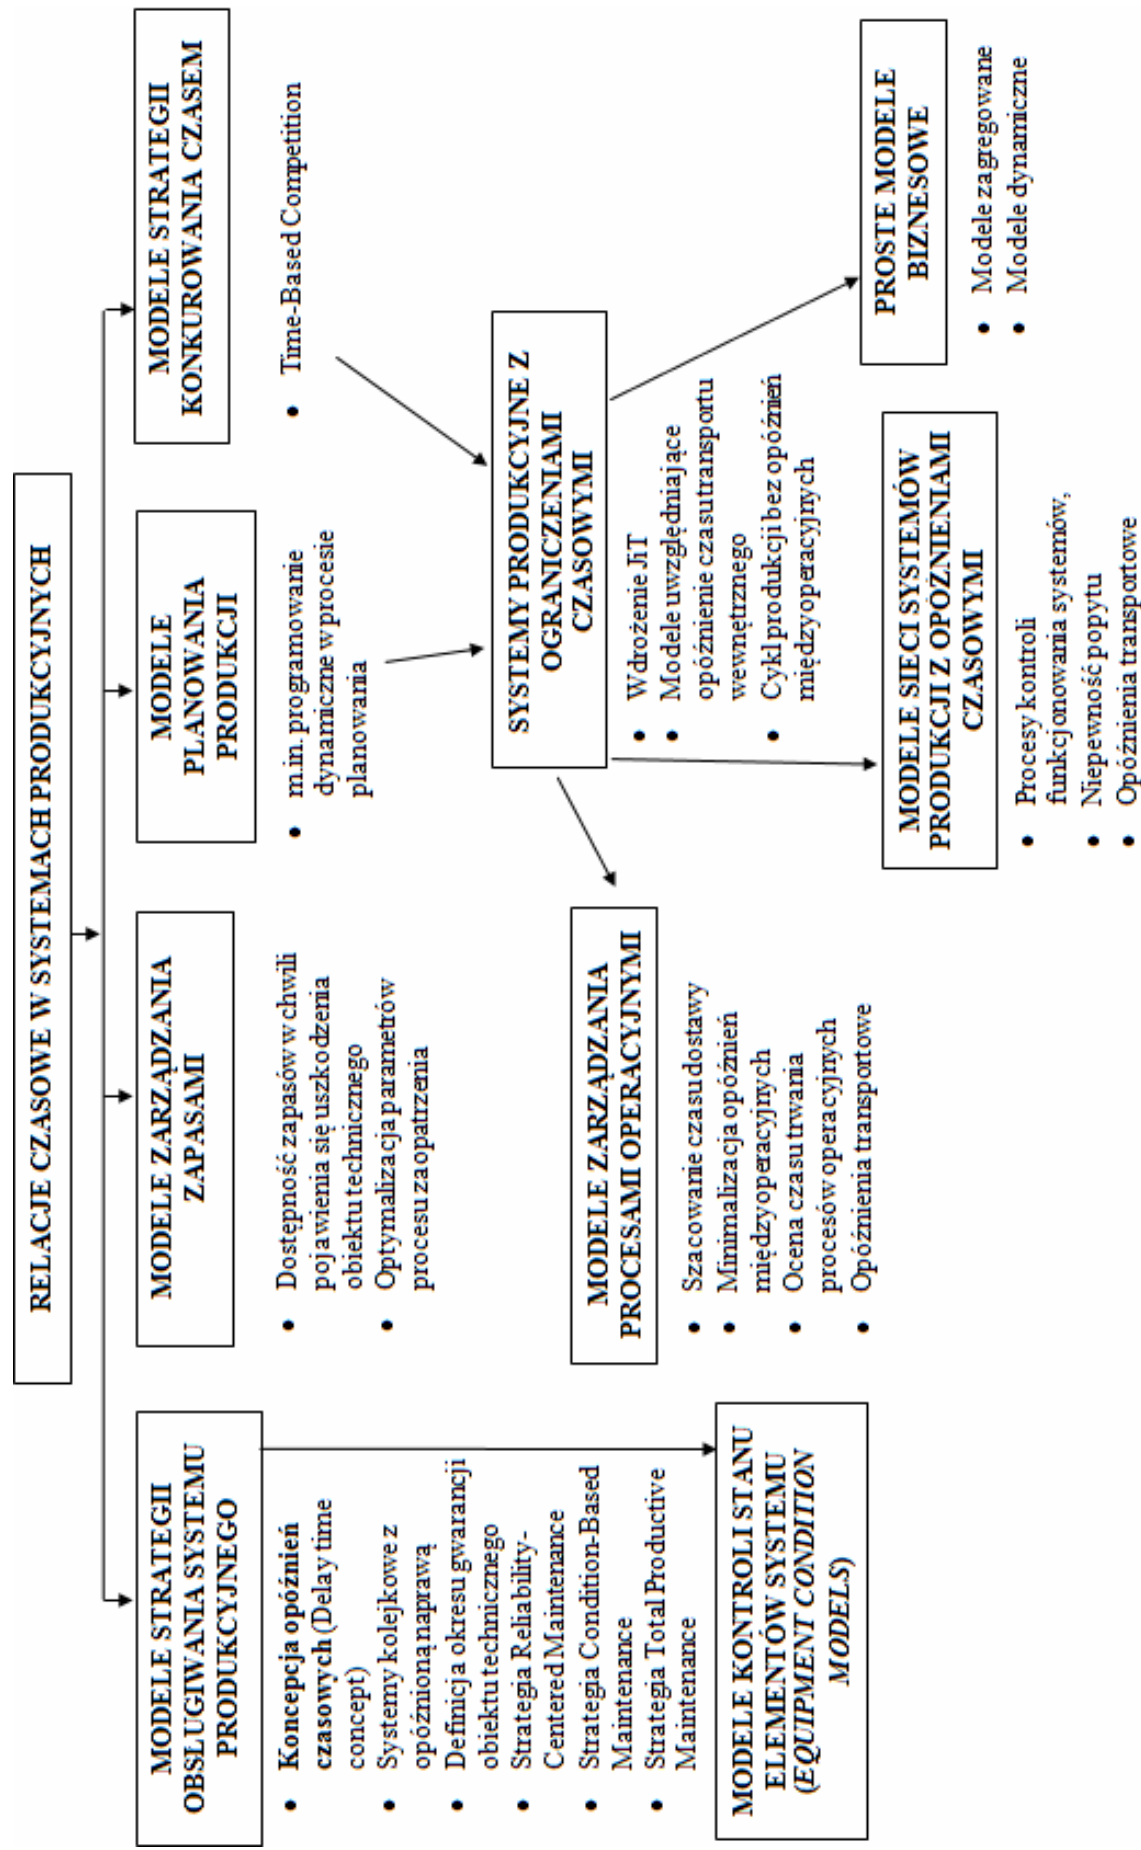 RELACJE CZASOWE W SYSTEMACH PRODUKCYJNYCH
MODELE STRATEGII
OBSŁUGIWANIA SYSTEMU
PRODUKCYJNEGO
• Koncepcja opóźnień
czasowych (Delay time
concept)
• Systemy kolejkowe z
opóźnioną naprawą
• Definicja okresu gwarancji
obiektu technicznego
• Strategia Reliability-
Centered Maintenance
• Strategia Condition-Based
Maintenance
• Strategia Total Productive
Maintenance
MODELE KONTROLI STANU
ELEMENTÓW SYSTEMU
(EQUIPMENT CONDITION
MODELS)
MODELE ZARZĄDZANIA
ZAPASAMI
• Dostępność zapasów w chwili
pojawienia się uszkodzenia
obiektu technicznego
• Optymalizacja parametrów
procesu zaopatrzenia
MODELE
PLANOWANIA
PRODUKCJI
• m.in. programowanie
dynamiczne w procesie
planowania
MODELE STRATEGII
KONKUROWANIA CZASEM
• Time-Based Competition
SYSTEMY PRODUKCYJNE Z
OGRANICZENIAMI
CZASOWYMI
• Wdrożenie JiT
• Modele uwzględniające
opóźnienie czasu transportu
wewnętrznego
• Cykl produkcji bez opóźnień
międzyoperacyjnych
MODELE ZARZĄDZANIA
PROCESAMI OPERACYJNYMI
• Szacowanie czasu dostawy
• Minimalizacja opóźnień
międzyoperacyjnych
• Ocena czasu trwania
procesów operacyjnych
• Opóźnienia transportowe
MODELE SIECI SYSTEMÓW
PRODUKCJI Z OPÓŹNIENIAMI
CZASOWYMI
• Procesy kontroli
funkcjonowania systemów,
• Niepewność popytu
• Opóźnienia transportowe
PROSTE MODELE
BIZNESOWE
• Modele zagregowane
• Modele dynamiczne